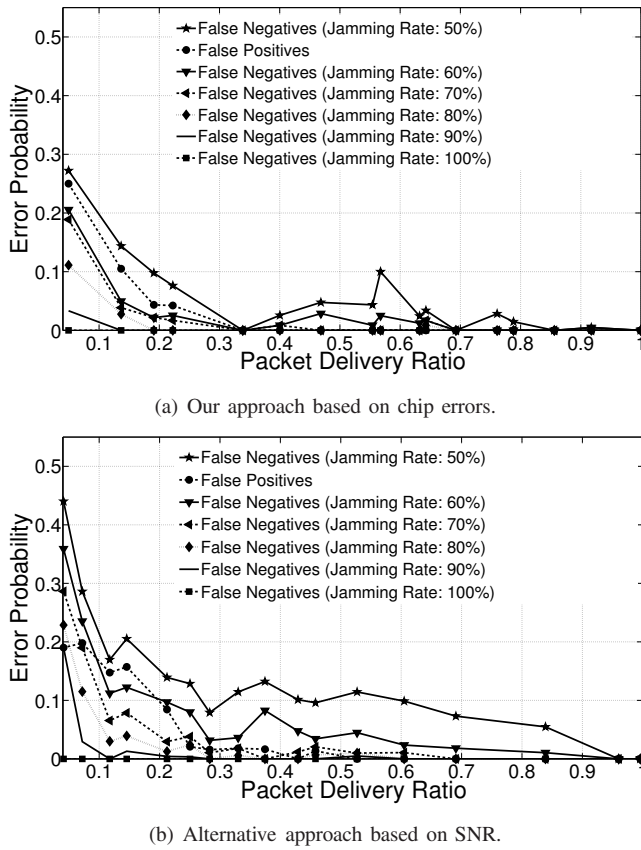 0.5
0.4
0.3
0.2
0.1
0
Error Probability
False Negatives (Jamming Rate: 50%)
False Positives
False Negatives (Jamming Rate: 60%)
False Negatives (Jamming Rate: 70%)
False Negatives (Jamming Rate: 80%)
False Negatives (Jamming Rate: 90%)
False Negatives (Jamming Rate: 100%)
0.1 0.2 0.3 0.4 0.5 0.6 0.7 0.8 0.9 1
Packet Delivery Ratio
(a) Our approach based on chip errors.
0.5
0.4
0.3
0.2
0.1
0
Error Probability
False Negatives (Jamming Rate: 50%)
False Positives
False Negatives (Jamming Rate: 60%)
False Negatives (Jamming Rate: 70%)
False Negatives (Jamming Rate: 80%)
False Negatives (Jamming Rate: 90%)
False Negatives (Jamming Rate: 100%)
0.1 0.2 0.3 0.4 0.5 0.6 0.7 0.8 0.9 1
Packet Delivery Ratio
(b) Alternative approach based on SNR.